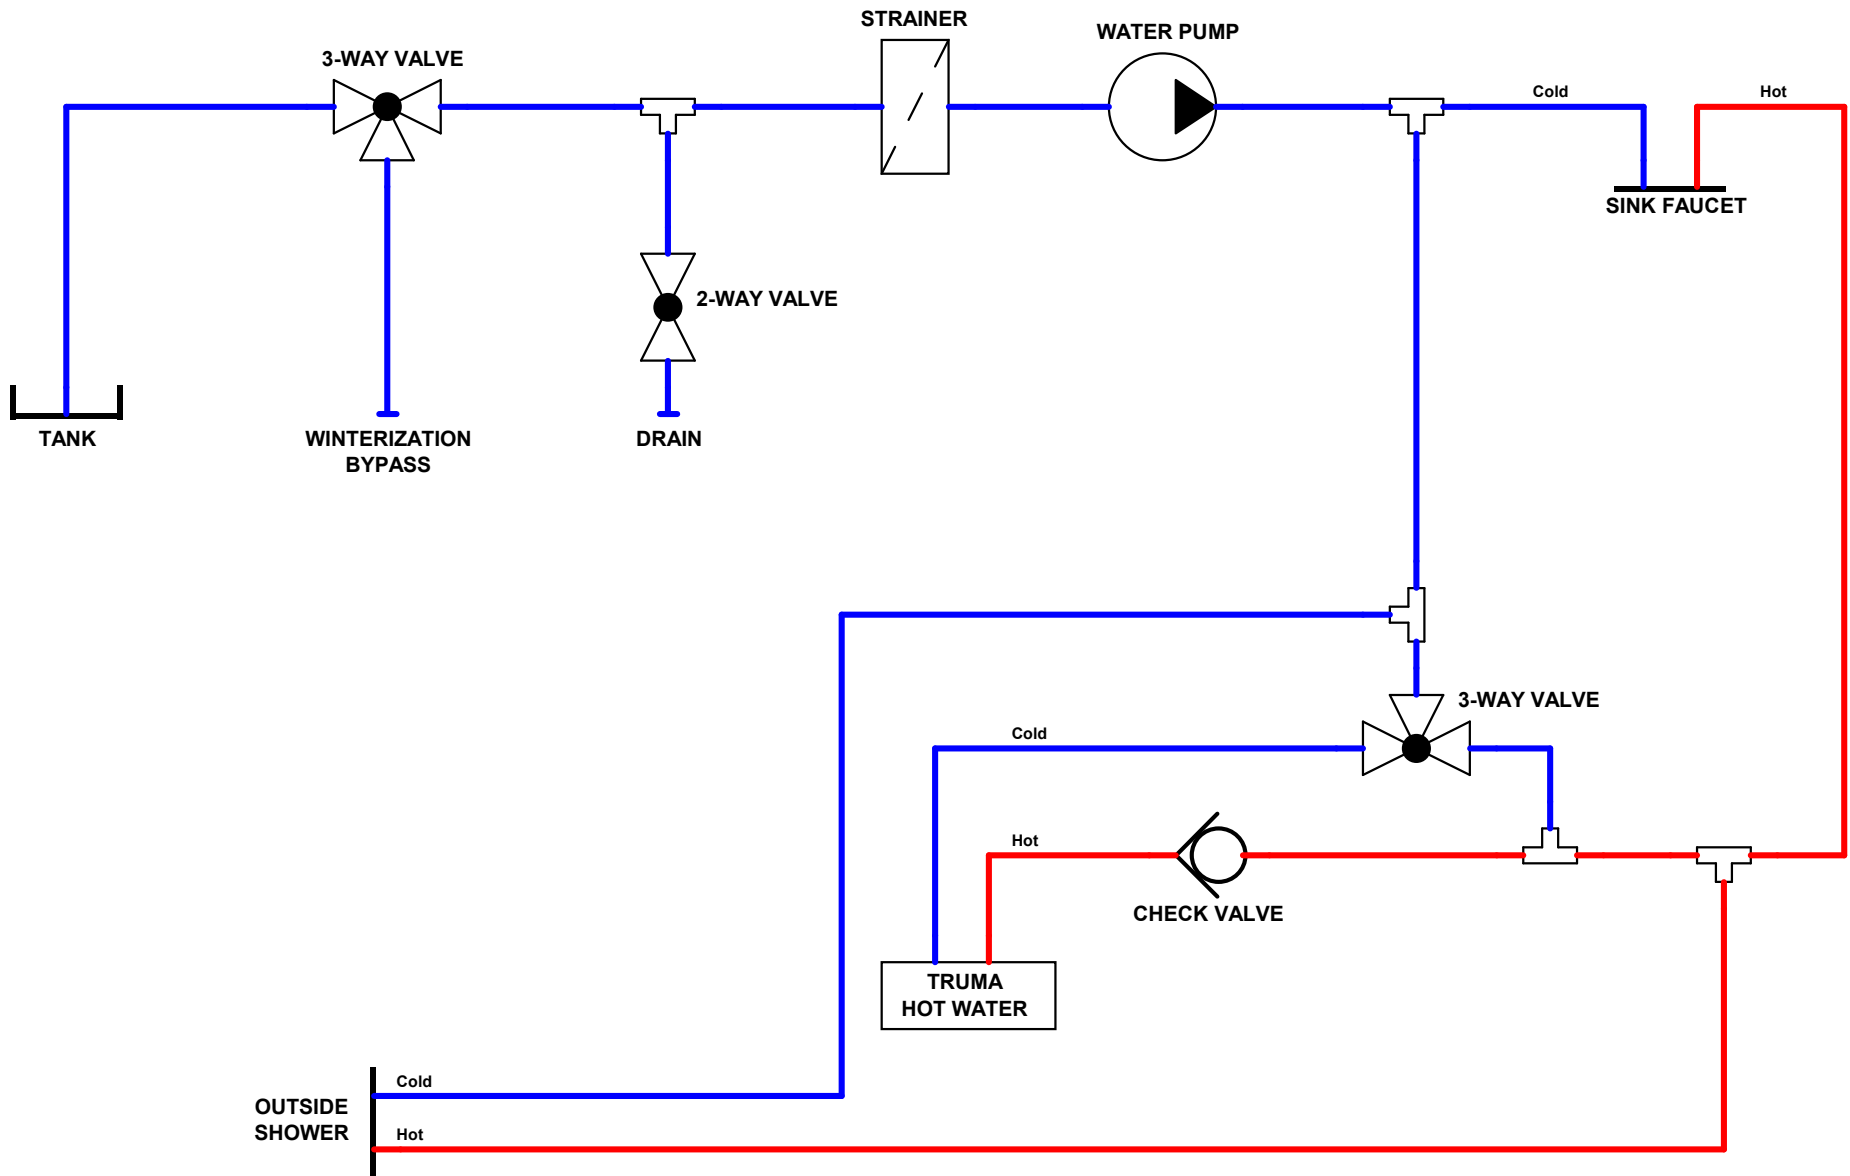 STRAINER
WATER PUMP
3-WAY VALVE
Cold
Hot
SINK FAUCET
2-WAY VALVE
TANK
WINTERIZATION
BYPASS
DRAIN
3-WAY VALVE
Cold
Hot
CHECK VALVE
TRUMA
HOT WATER
Cold
OUTSIDE
SHOWER
Hot